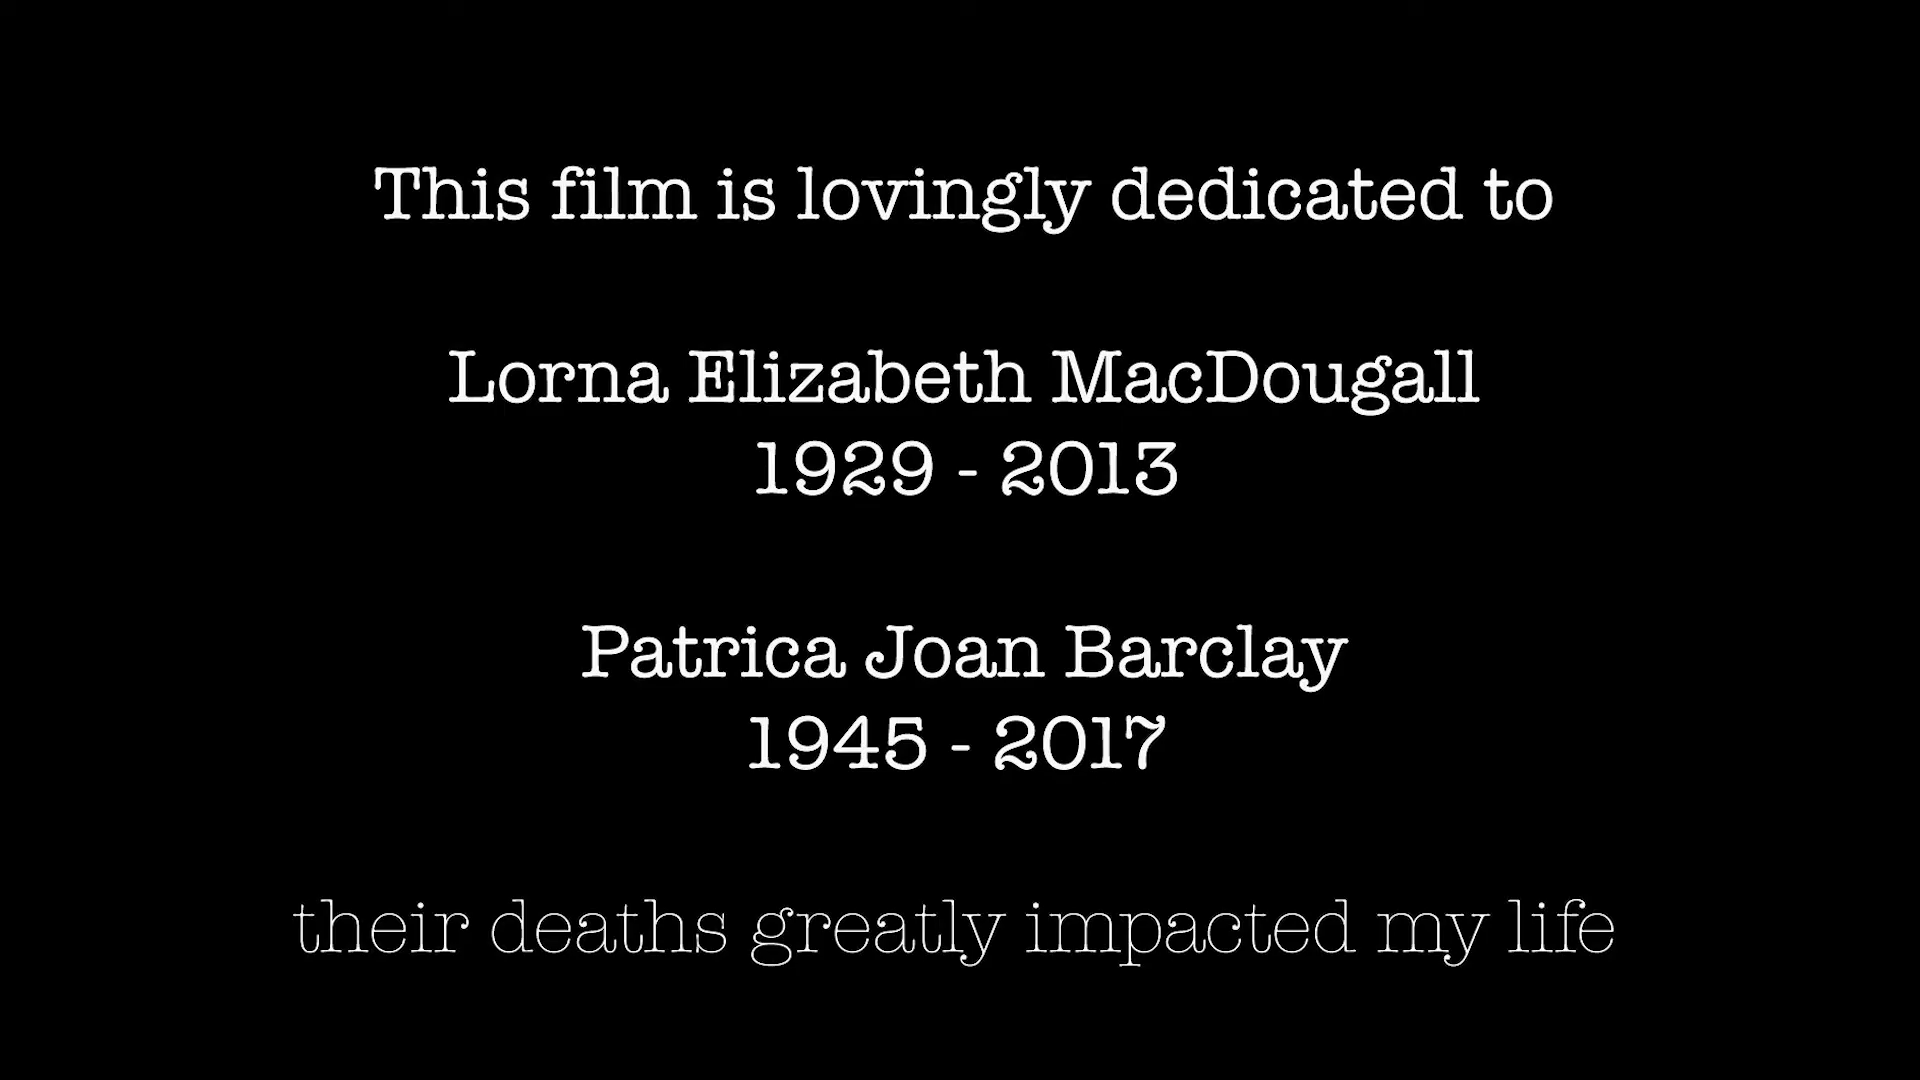 This film is lovingly dedicated to
Lorna Elizabeth MacDougall
1929 - 2013
Patrica Joan Barclay
1945 - 2017
their deaths greatly impacted my life